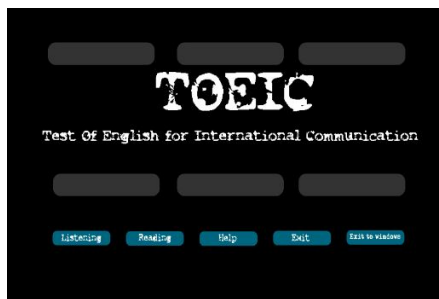 TOEIC
Test Of English for International Communication
Listening Reading Help Exit Exit to windows